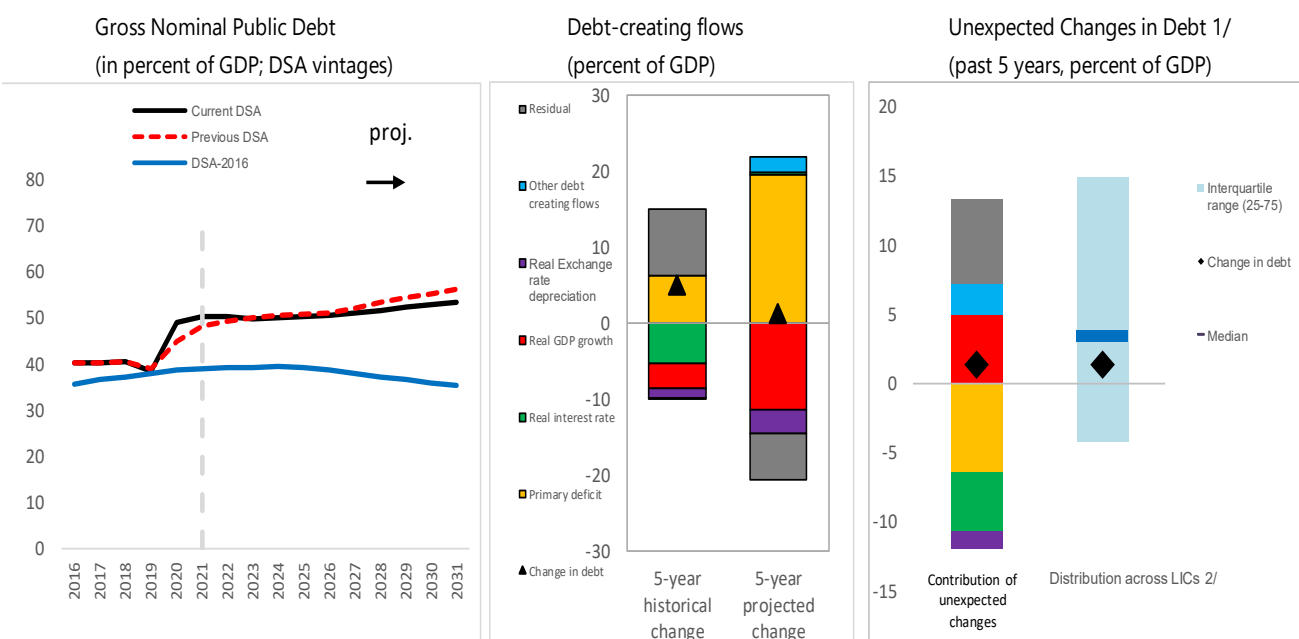 Gross Nominal Public Debt
(in percent of GDP; DSA vintages)
Current DSA
Previous DSA
DSA-2016
proj.
80
70
60
50
40
30
20
10
0
2016
2017
2018
2019
2020
2021
2022
2023
2024
2025
2026
2027
2028
2029
2030
2031
Debt-creating flows
(percent of GDP)
Residual
Other debt
creating flows
Real Exchange
rate
depreciation
Real GDP growth
Real interest rate
Primary deficit
Change in debt
30
20
10
0
-10
-20
-30
5-year
historical
change
5-year
projected
change
Unexpected Changes in Debt 1/
(past 5 years, percent of GDP)
20
15
10
5
0
-5
-10
-15
Interquartile
range (25-75)
Change in debt
Median
Contribution of
unexpected
changes
Distribution across LICs 2/